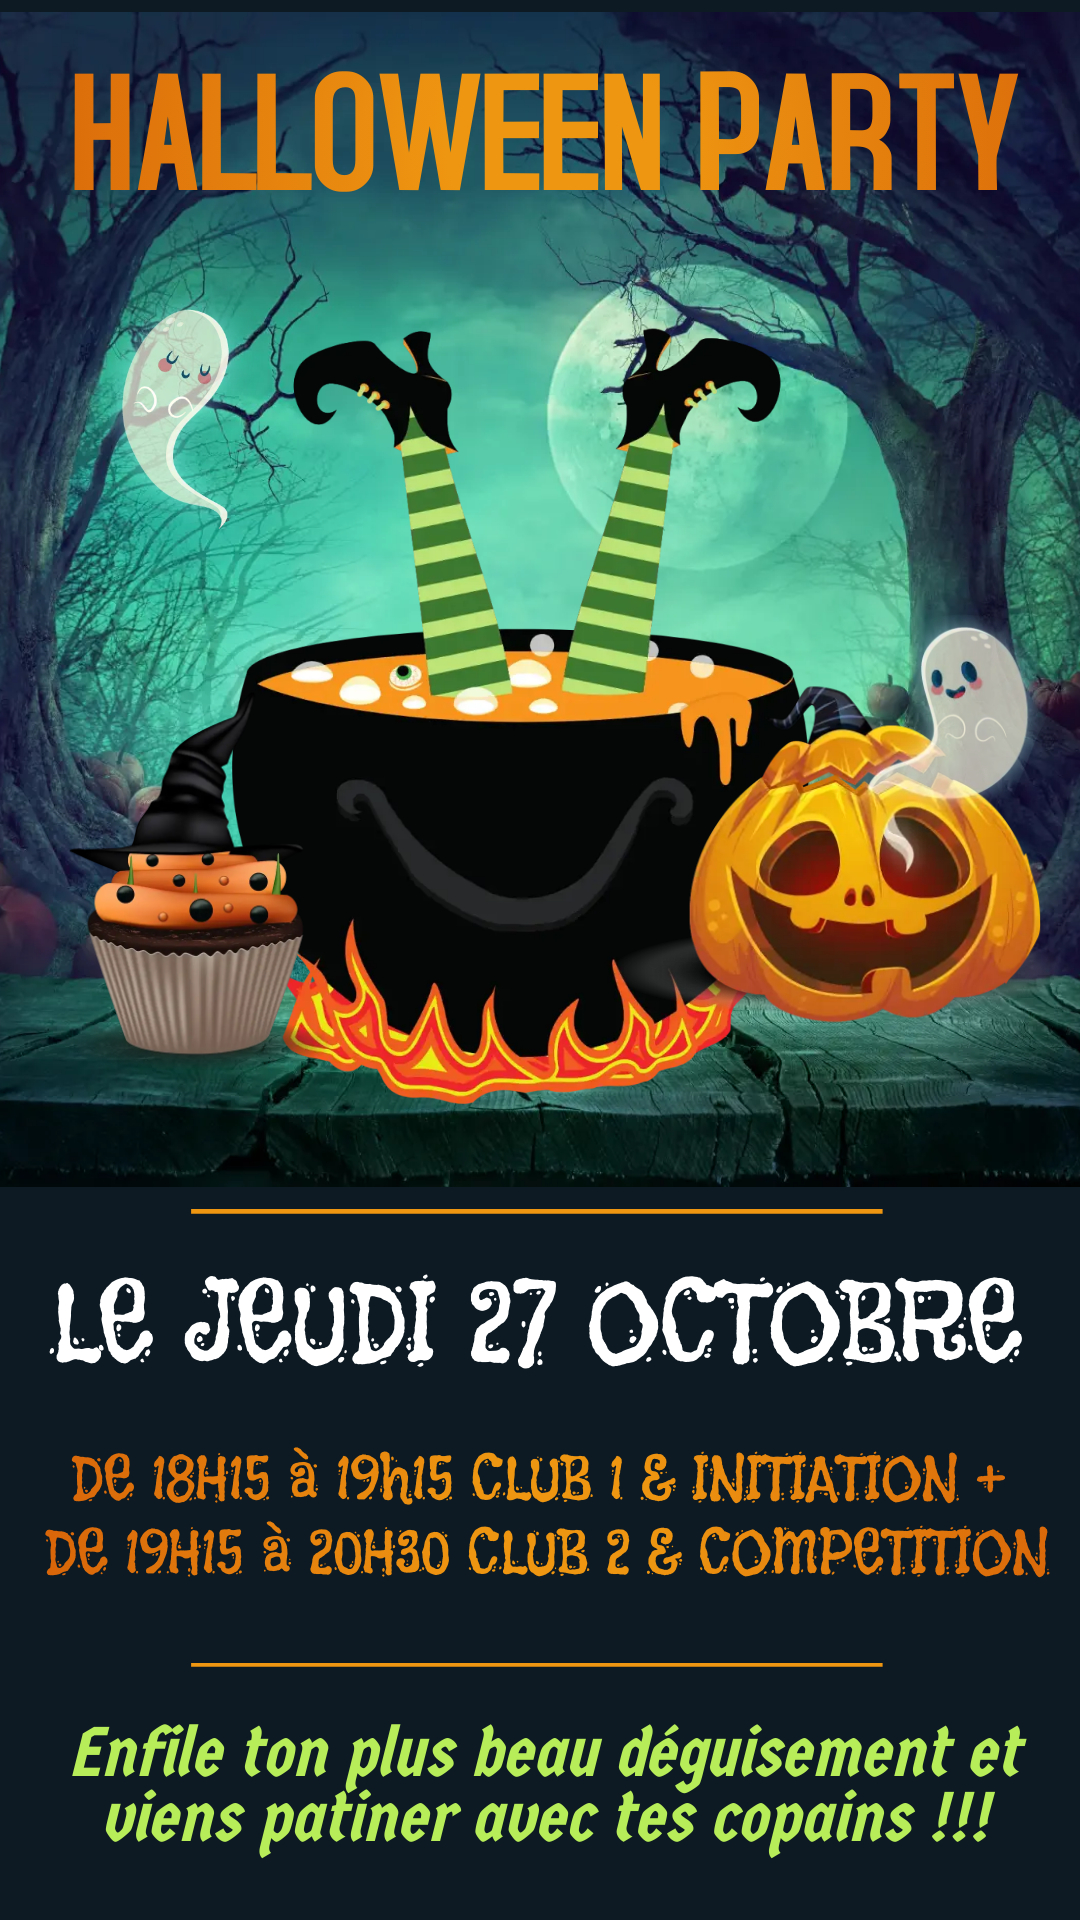 HALLOWEEN PARTY
Le JeUDI 27 OCTOBRe
De 18H15 à 19h15 CLUB 1 & INITIATION +
De 19H15 à 20H30 CLUB 2 & COmPeTITION
Enfile ton plus beau déguisement et
viens patiner avec tes copains !!!